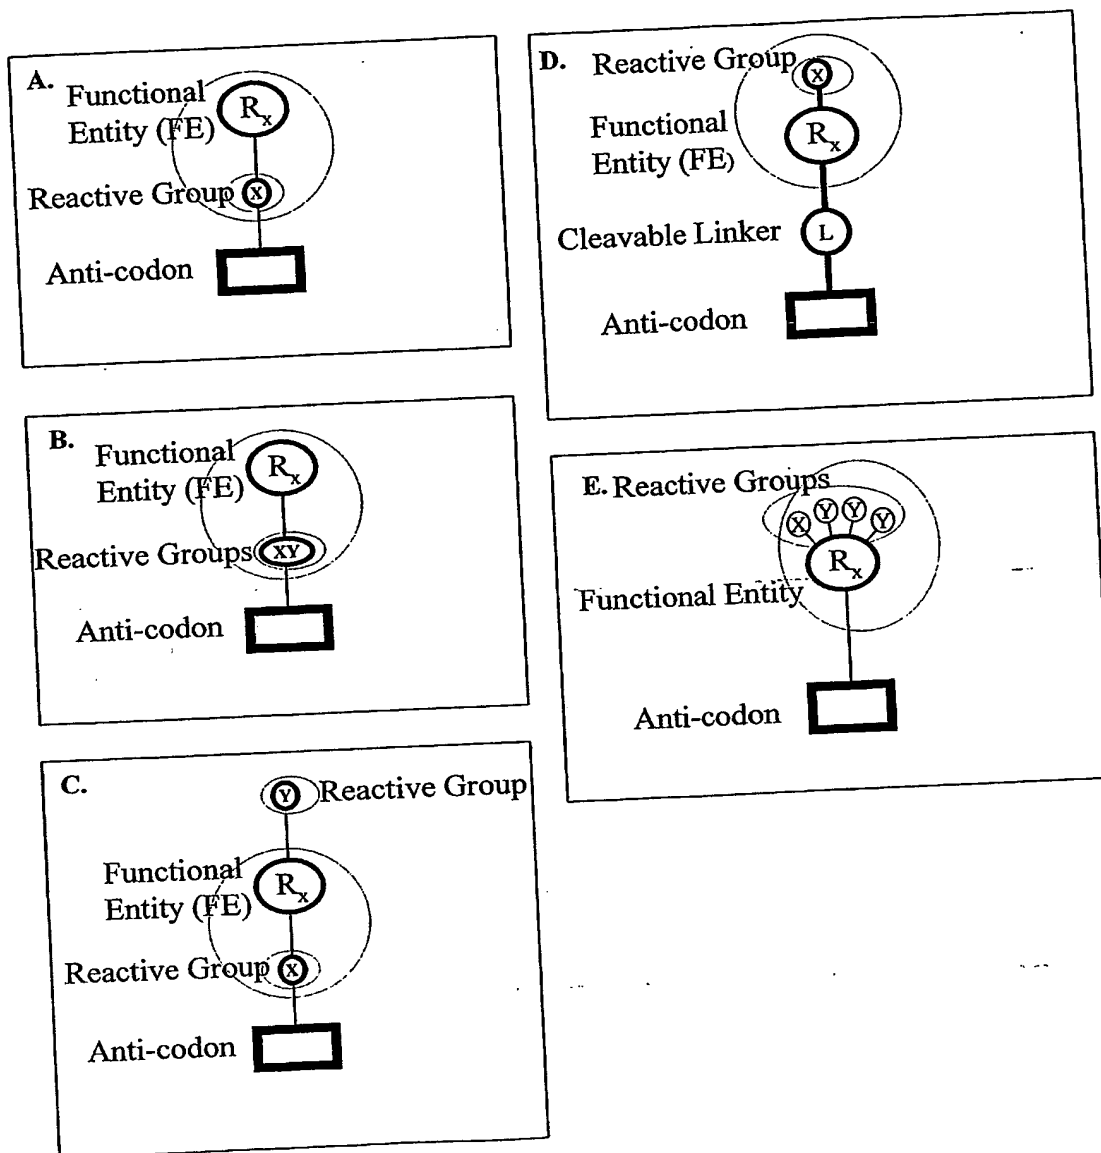 A.
Functional
Entity (FE)
Rx
Reactive Group
X
Anti-codon
B.
Functional
Entity (FE)
Rx
Reactive Groups
XY
Anti-codon
C.
Y
Reactive Group
Functional
Entity (FE)
Rx
Reactive Group
X
Anti-codon
D.
Reactive Group
X
Functional
Entity (FE)
Rx
Cleavable Linker
L
Anti-codon
E. Reactive Groups
X Y Y Y
Rx
Functional Entity
Anti-codon